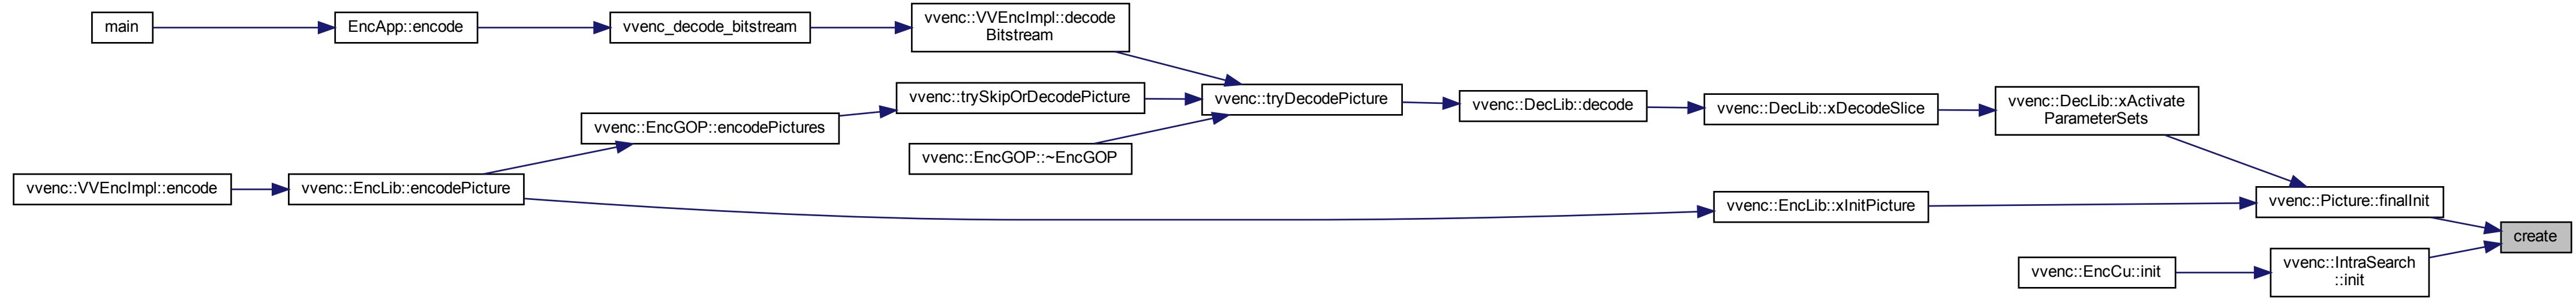 main
EncApp::encode
vvenc_decode_bitstream
vvenc::VVEncImpl::decode
Bitstream
vvenc::tryDecodePicture
vvenc::trySkipOrDecodePicture
vvenc::EncGOP::encodePictures
vvenc::EncGOP::~EncGOP
vvenc::VVEncImpl::encode
vvenc::EncLib::encodePicture
vvenc::DecLib::decode
vvenc::DecLib::xDecodeSlice
vvenc::DecLib::xActivate
ParameterSets
vvenc::EncLib::xInitPicture
vvenc::Picture::finalInit
create
vvenc::EncCu::init
vvenc::IntraSearch
::init